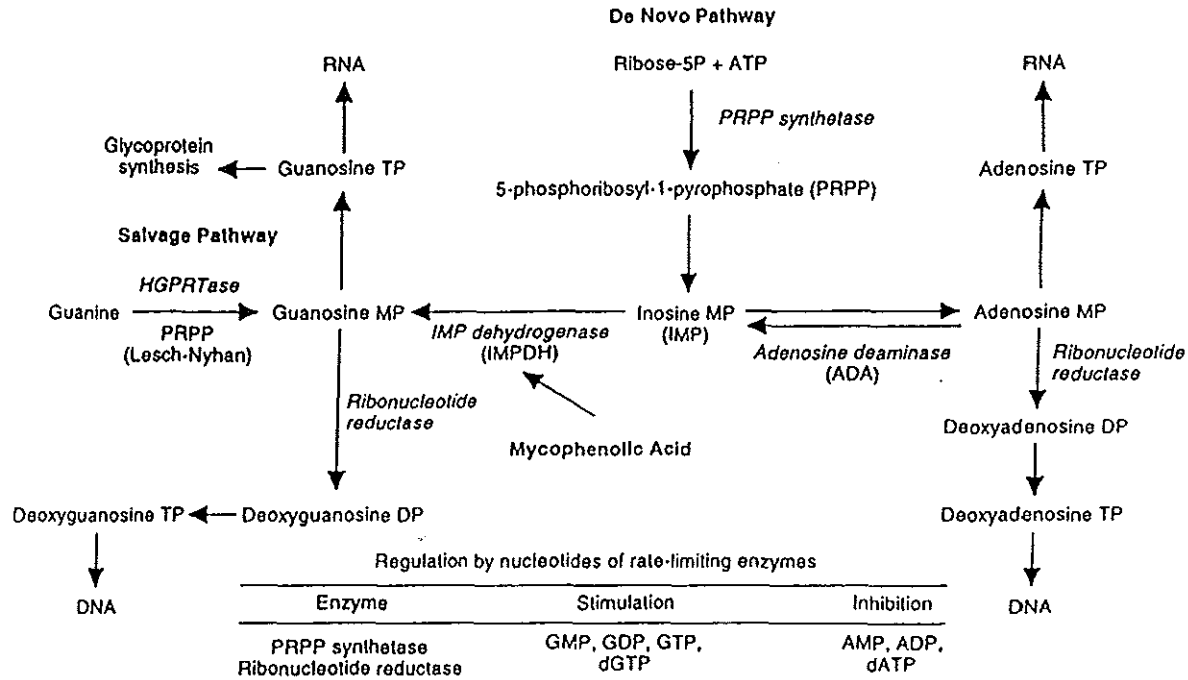 De Novo Pathway
RNA
Ribose-5P + ATP
RNA
PRPP synthetase
Glycoprotein
synthesis
Guanosine TP
Adenosine TP
5-phosphoribosyl-1-pyrophosphate (PRPP)
Salvage Pathway
HGPRTase
Guanine
Guanosine MP
Inosine MP
(IMP)
Adenosine MP
PRPP
(Lesch-Nyhan)
IMP dehydrogenase
(IMPDH)
Adenosine deaminase
(ADA)
Ribonucleotide
reductase
Ribonucleotide
reductase
Mycophenolic Acid
Deoxyadenosine DP
Deoxyguanosine TP
Deoxyguanosine DP
Deoxyadenosine TP
DNA
DNA
Regulation by nucleotides of rate-limiting enzymes
Enzyme Stimulation Inhibition
PRPP synthetase GMP, GDP, GTP, AMP, ADP,
Ribonucleotide reductase dGTP dATP